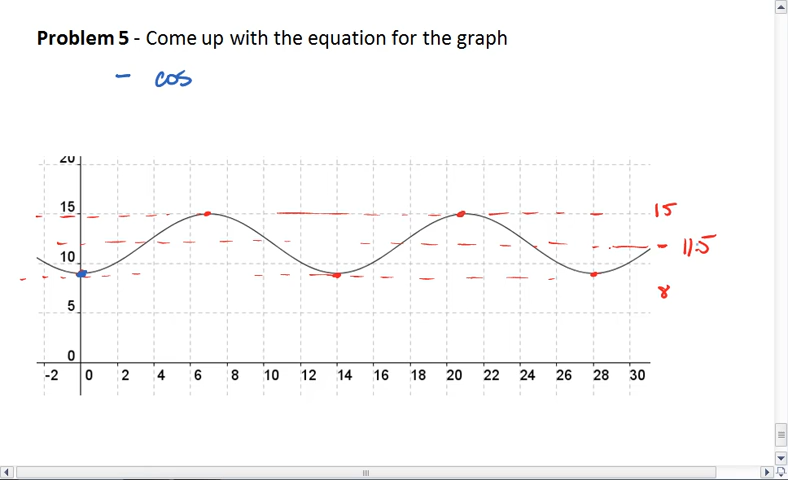 Problem 5 - Come up with the equation for the graph
- cos
20
15
15
- 11.5
10
8
5
0
-2 0 2 4 6 8 10 12 14 16 18 20 22 24 26 28 30